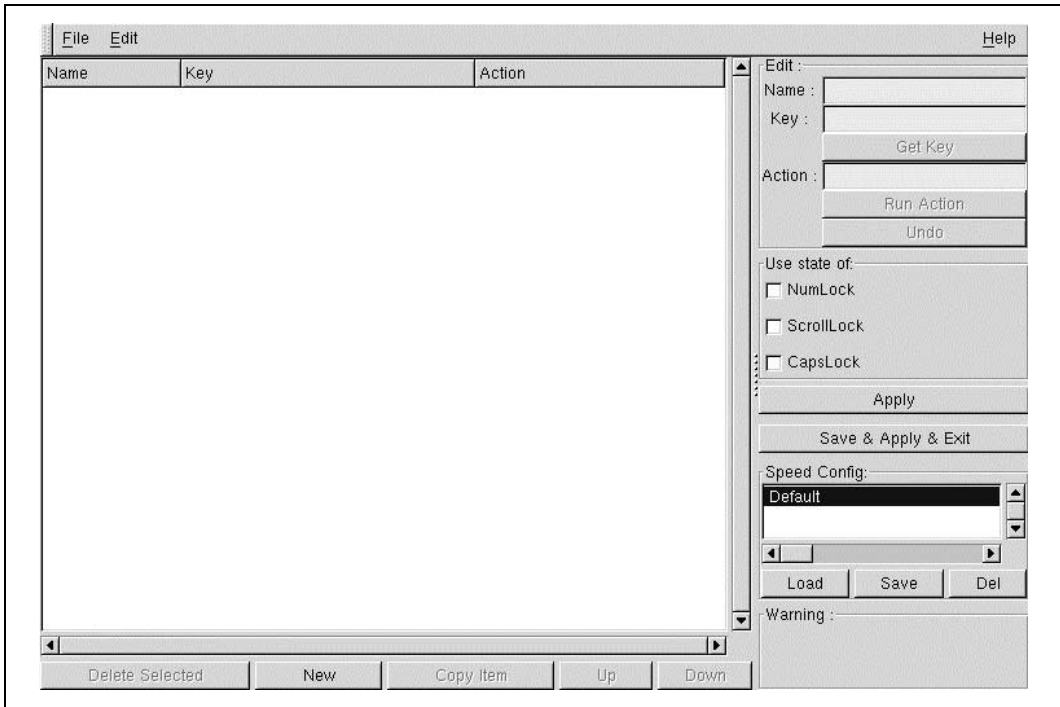 File Edit Help
Name Key Action
Edit :
Name :
Key :
Get Key
Action :
Run Action
Undo
Use state of:
NumLock
ScrollLock
CapsLock
Apply
Save & Apply & Exit
Speed Config:
Default
Load Save Del
Warning :
Delete Selected New Copy Item Up Down